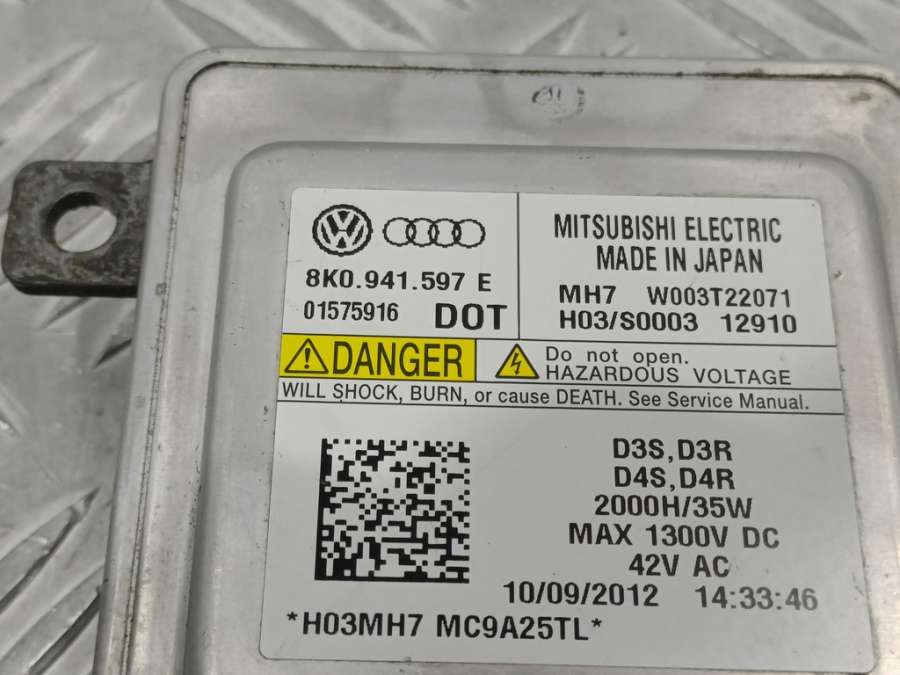 8K0.941.597 E
01575916 DOT
MITSUBISHI ELECTRIC
MADE IN JAPAN
MH7 W003T22071
H03/S0003 12910
DANGER
Do not open.
HAZARDOUS VOLTAGE
WILL SHOCK, BURN, or cause DEATH. See Service Manual.
D3S,D3R
D4S,D4R
2000H/35W
MAX 1300V DC
42V AC
10/09/2012 14:33:46
*H03MH7 MC9A25TL*